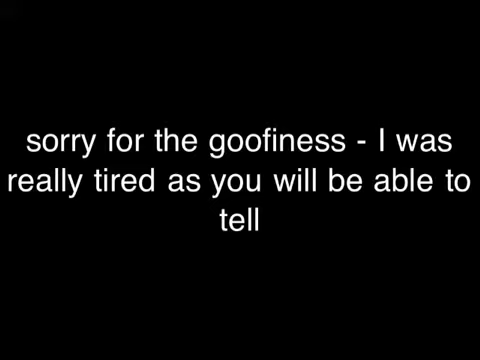 sorry for the goofiness - I was
really tired as you will be able to
tell